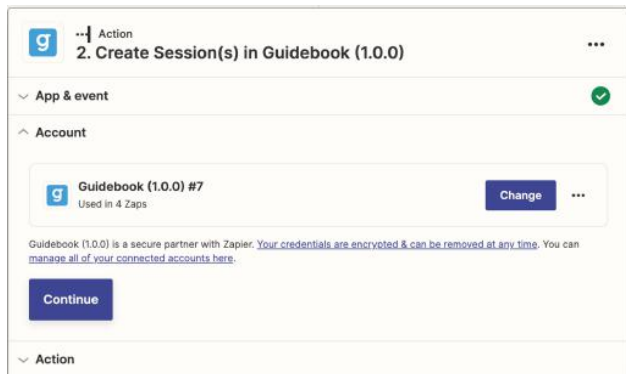 Action
2. Create Session(s) in Guidebook (1.0.0)
App & event
Account
Guidebook (1.0.0) #7
Used in 4 Zaps
Change
Guidebook (1.0.0) is a secure partner with Zapier. Your credentials are encrypted & can be removed at any time. You can
manage all of your connected accounts here.
Continue
Action